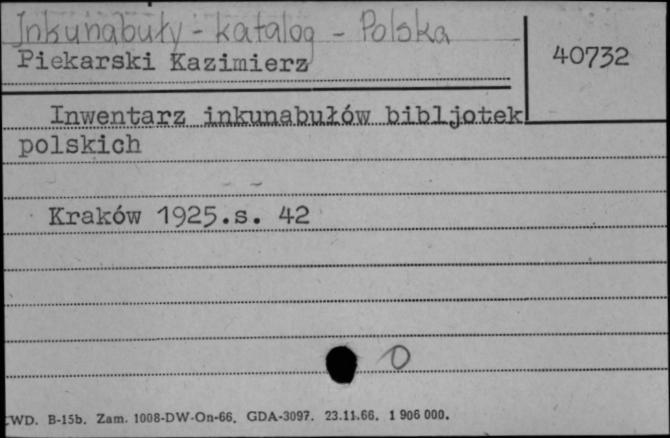 Inkunabuły - katalog - Polska
Piekarski Kazimierz
40732
Inwentarz inkunabułów bibljotek
polskich
Kraków 1925.s. 42
0
CWD. B-15b. Zam. 1008-DW-On-66. GDA-3097. 23.11.66. 1 906 000.